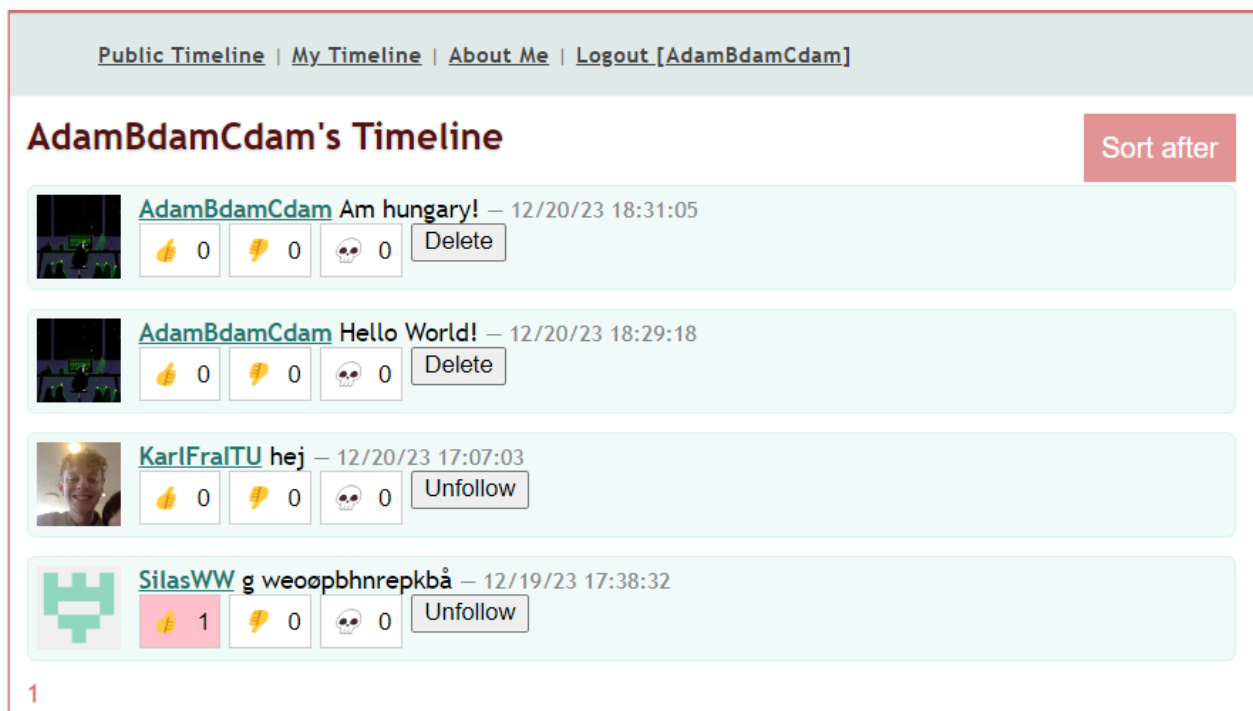 Public Timeline | My Timeline | About Me | Logout [AdamBdamCdam]
AdamBdamCdam's Timeline
Sort after
AdamBdamCdam Am hungary! — 12/20/23 18:31:05
👍 0 👎 0 💀 0 Delete
AdamBdamCdam Hello World! — 12/20/23 18:29:18
👍 0 👎 0 💀 0 Delete
KarlFraITU hej — 12/20/23 17:07:03
👍 0 👎 0 💀 0 Unfollow
SilasWW g weoøpbhnrepkbå — 12/19/23 17:38:32
👍 1 👎 0 💀 0 Unfollow
1